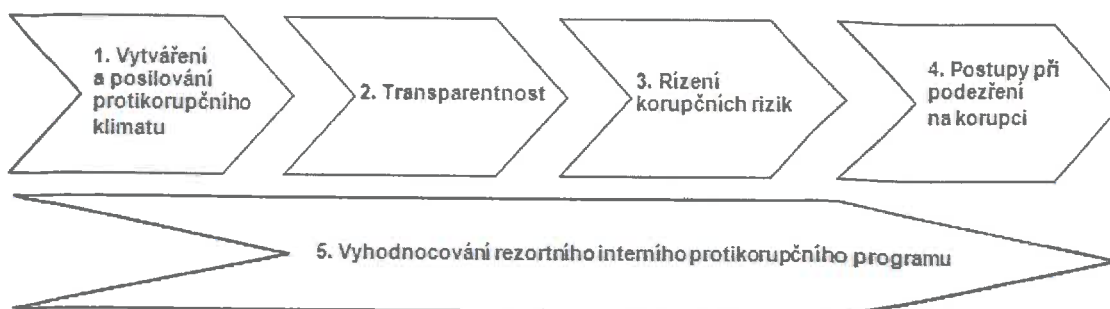 1. Vytváření
a posilování
protikorupčního
klimatu
2. Transparentnost
3. Rízení
korupčních rizik
4. Postupy při
podezření
na korupci
5. Vyhodnocování rezortního interního protikorupčního programu